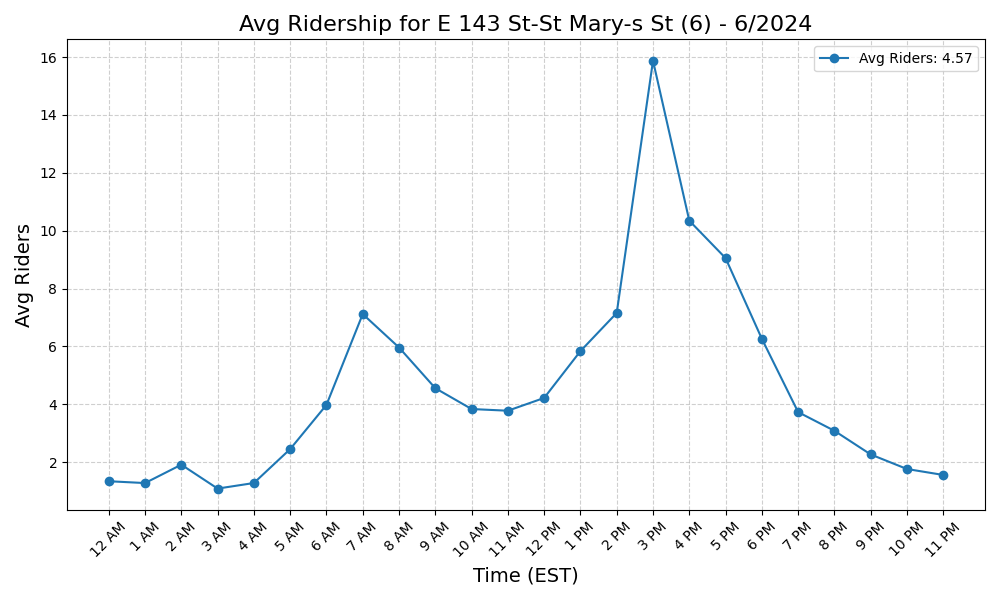 Avg Ridership for E 143 St-St Mary-s St (6) - 6/2024
Avg Riders: 4.57
Avg Riders
16
14
12
10
8
6
4
2
12 AM
1 AM
2 AM
3 AM
4 AM
5 AM
6 AM
7 AM
8 AM
9 AM
10 AM
11 AM
12 PM
1 PM
2 PM
3 PM
4 PM
5 PM
6 PM
7 PM
8 PM
9 PM
10 PM
11 PM
Time (EST)